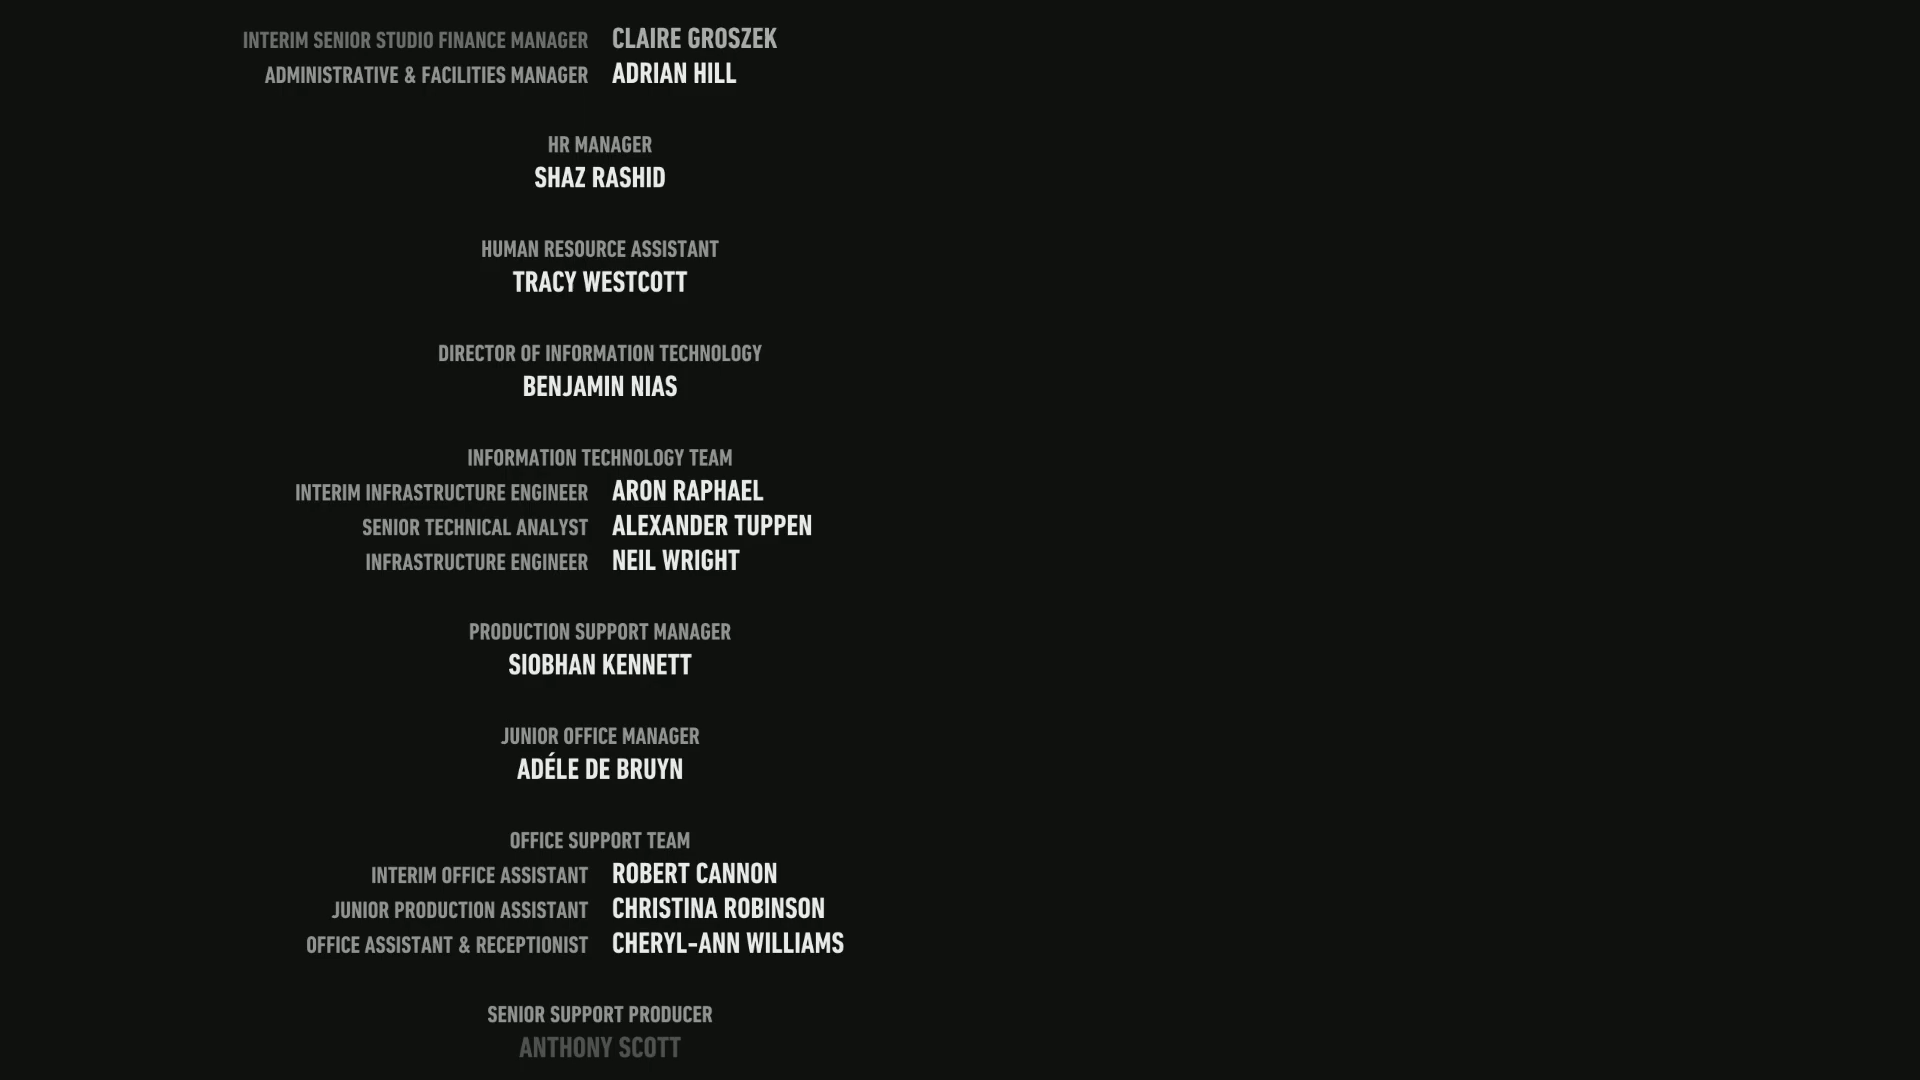 INTERIM SENIOR STUDIO FINANCE MANAGER CLAIRE GROSZEK
ADMINISTRATIVE & FACILITIES MANAGER ADRIAN HILL
HR MANAGER
SHAZ RASHID
HUMAN RESOURCE ASSISTANT
TRACY WESTCOTT
DIRECTOR OF INFORMATION TECHNOLOGY
BENJAMIN NIAS
INFORMATION TECHNOLOGY TEAM
INTERIM INFRASTRUCTURE ENGINEER ARON RAPHAEL
SENIOR TECHNICAL ANALYST ALEXANDER TUPPEN
INFRASTRUCTURE ENGINEER NEIL WRIGHT
PRODUCTION SUPPORT MANAGER
SIOBHAN KENNETT
JUNIOR OFFICE MANAGER
ADÉLE DE BRUYN
OFFICE SUPPORT TEAM
INTERIM OFFICE ASSISTANT ROBERT CANNON
JUNIOR PRODUCTION ASSISTANT CHRISTINA ROBINSON
OFFICE ASSISTANT & RECEPTIONIST CHERYL-ANN WILLIAMS
SENIOR SUPPORT PRODUCER
ANTHONY SCOTT